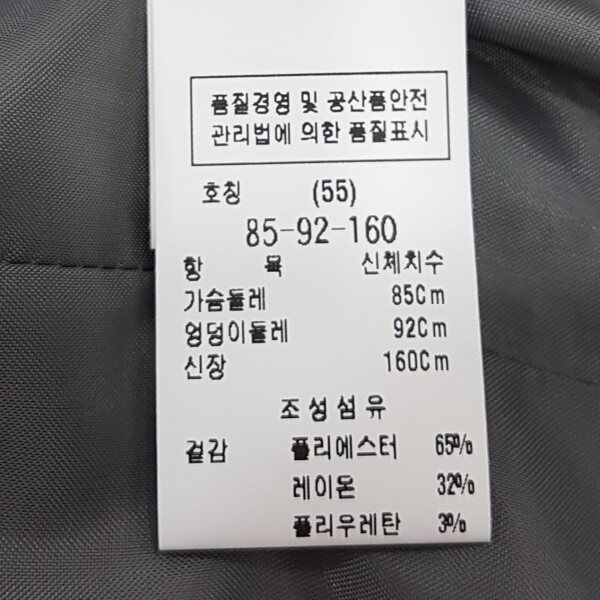 품질경영 및 공산품안전
관리법에 의한 품질표시
호칭 (55)
85-92-160
항 목 신체치수
가슴둘레 85Cm
엉덩이둘레 92Cm
신장 160Cm
조성섬유
겉감 폴리에스터 65%
레이온 32%
폴리우레탄 3%